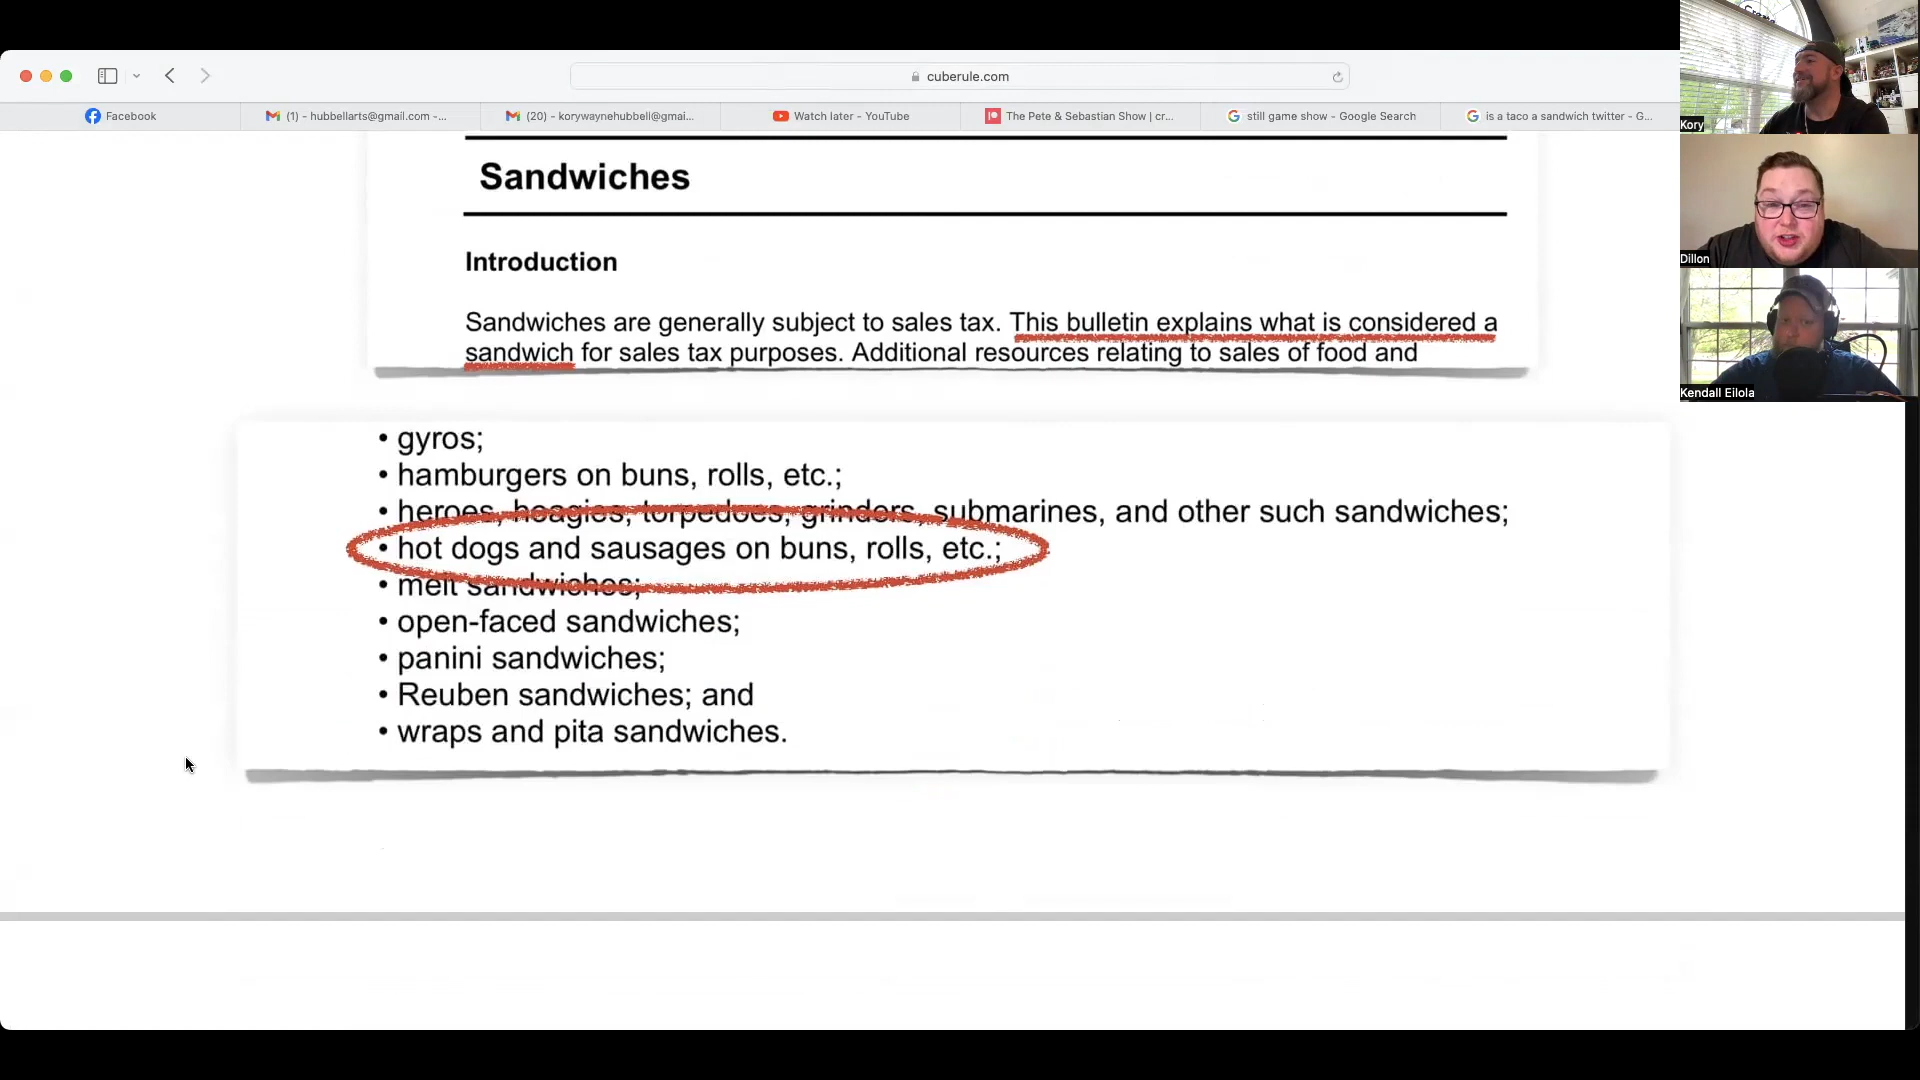 cuberule.com
Facebook
(1) - hubbellarts@gmail.com -...
(20) - korywaynehubbell@gmai...
Watch later - YouTube
The Pete & Sebastian Show | cr...
still game show - Google Search
is a taco a sandwich twitter - G...
Kory
Dillon
Kendall Eilola
Sandwiches
Introduction
Sandwiches are generally subject to sales tax. This bulletin explains what is considered a
sandwich for sales tax purposes. Additional resources relating to sales of food and
• gyros;
• hamburgers on buns, rolls, etc.;
• heroes, hoagies, torpedoes, grinders, submarines, and other such sandwiches;
• hot dogs and sausages on buns, rolls, etc.;
• melt sandwiches;
• open-faced sandwiches;
• panini sandwiches;
• Reuben sandwiches; and
• wraps and pita sandwiches.